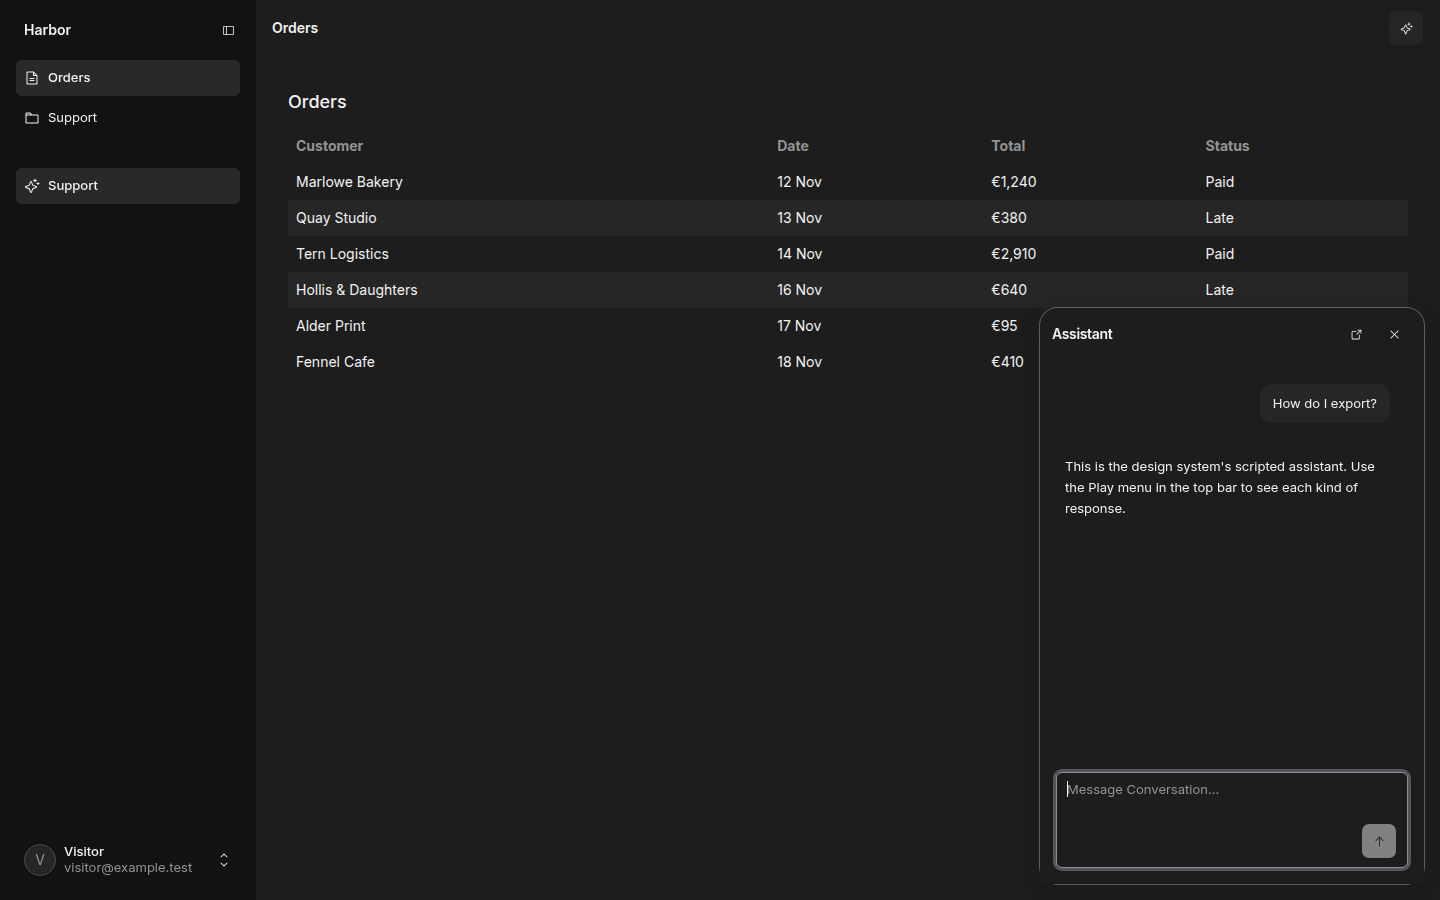 Harbor
Orders
Support
Support
Orders
Orders
Customer Date Total Status
Marlowe Bakery 12 Nov €1,240 Paid
Quay Studio 13 Nov €380 Late
Tern Logistics 14 Nov €2,910 Paid
Hollis & Daughters 16 Nov €640 Late
Alder Print 17 Nov €95
Fennel Cafe 18 Nov €410
Assistant
How do I export?
This is the design system's scripted assistant. Use
the Play menu in the top bar to see each kind of
response.
Message Conversation...
V
Visitor
visitor@example.test